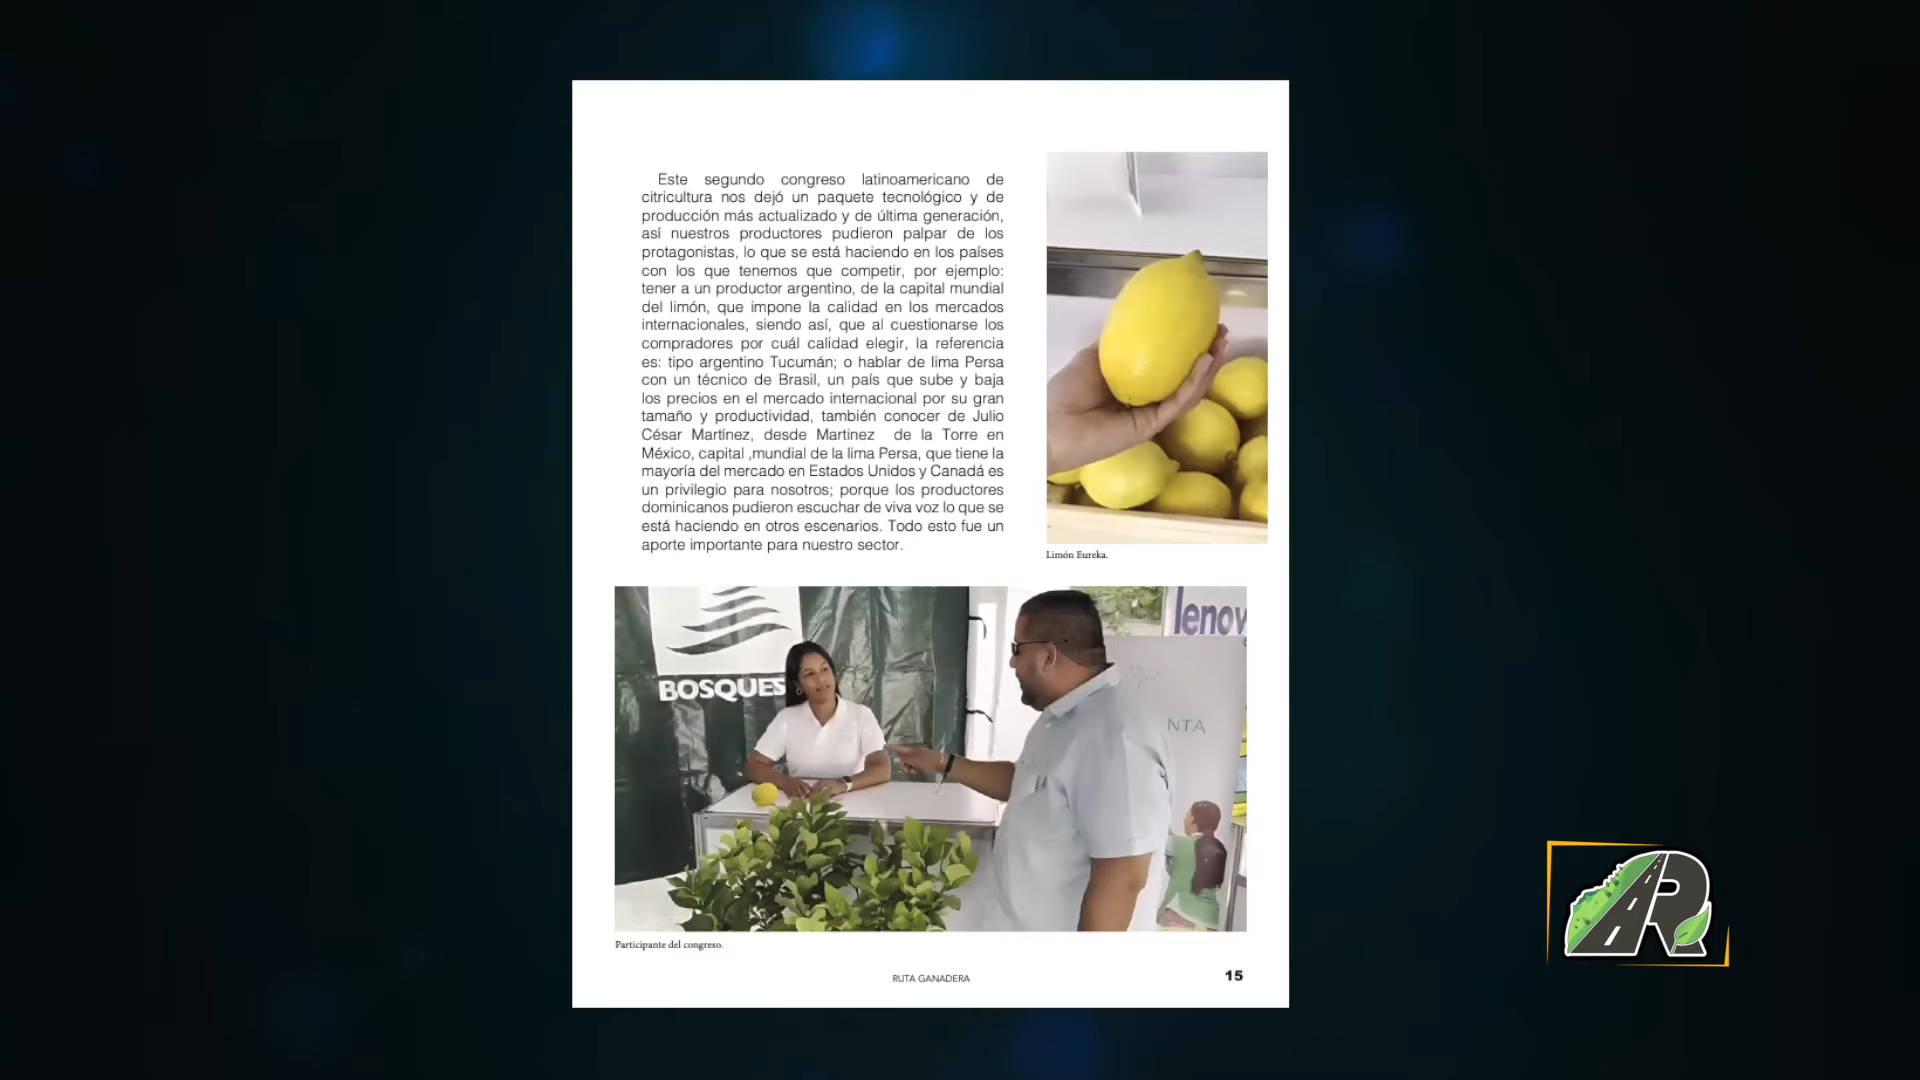 Este segundo congreso latinoamericano de
citricultura nos dejó un paquete tecnológico y de
producción más actualizado y de última generación,
así nuestros productores pudieron palpar de los
protagonistas, lo que se está haciendo en los países
con los que tenemos que competir, por ejemplo:
tener a un productor argentino, de la capital mundial
del limón, que impone la calidad en los mercados
internacionales, siendo así, que al cuestionarse los
compradores por cuál calidad elegir, la referencia
es: tipo argentino Tucumán; o hablar de lima Persa
con un técnico de Brasil, un país que sube y baja
los precios en el mercado internacional por su gran
tamaño y productividad, también conocer de Julio
César Martínez, desde Martinez de la Torre en
México, capital ,mundial de la lima Persa, que tiene la
mayoría del mercado en Estados Unidos y Canadá es
un privilegio para nosotros; porque los productores
dominicanos pudieron escuchar de viva voz lo que se
está haciendo en otros escenarios. Todo esto fue un
aporte importante para nuestro sector.
Limón Eureka.
lenov
BOSQUES
NTA
Participante del congreso.
RUTA GANADERA
15
R